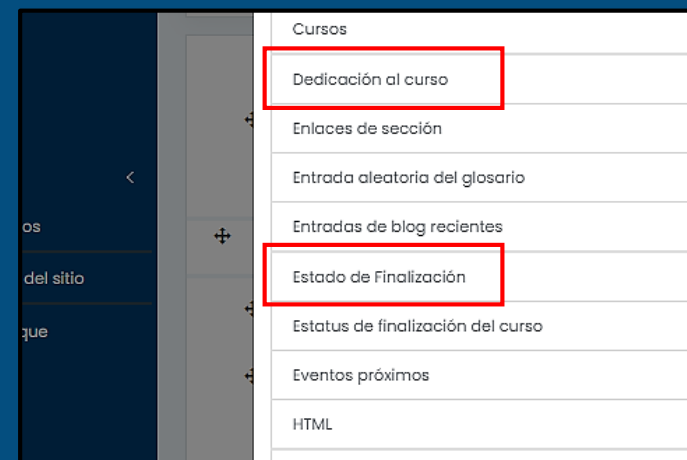 Cursos
Dedicación al curso
Enlaces de sección
Entrada aleatoria del glosario
os
Entradas de blog recientes
del sitio
Estado de Finalización
que
Estatus de finalización del curso
Eventos próximos
HTML